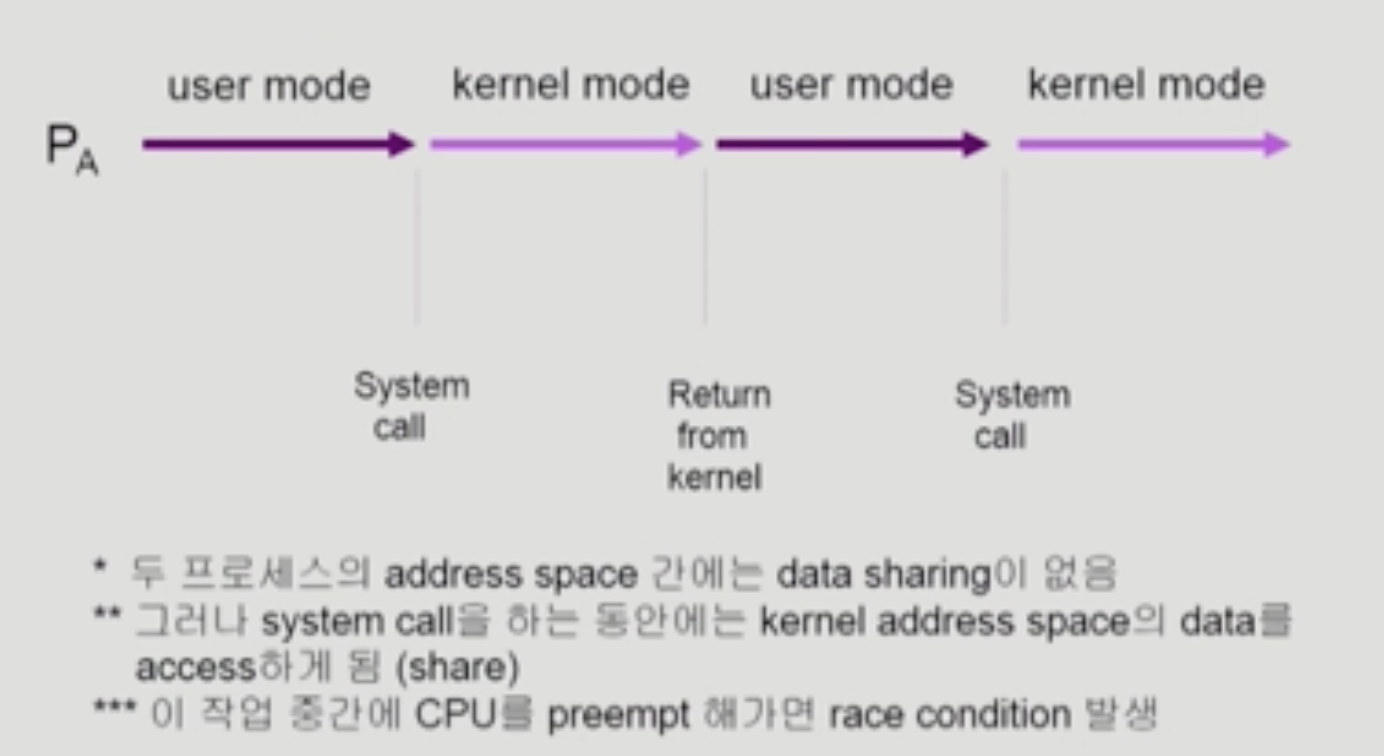 user mode kernel mode user mode kernel mode
PA
System call
Return from kernel
System call
* 두 프로세스의 address space 간에는 data sharing이 없음
** 그러나 system call을 하는 동안에는 kernel address space의 data를
access하게 됨 (share)
*** 이 작업 중간에 CPU를 preempt 해가면 race condition 발생